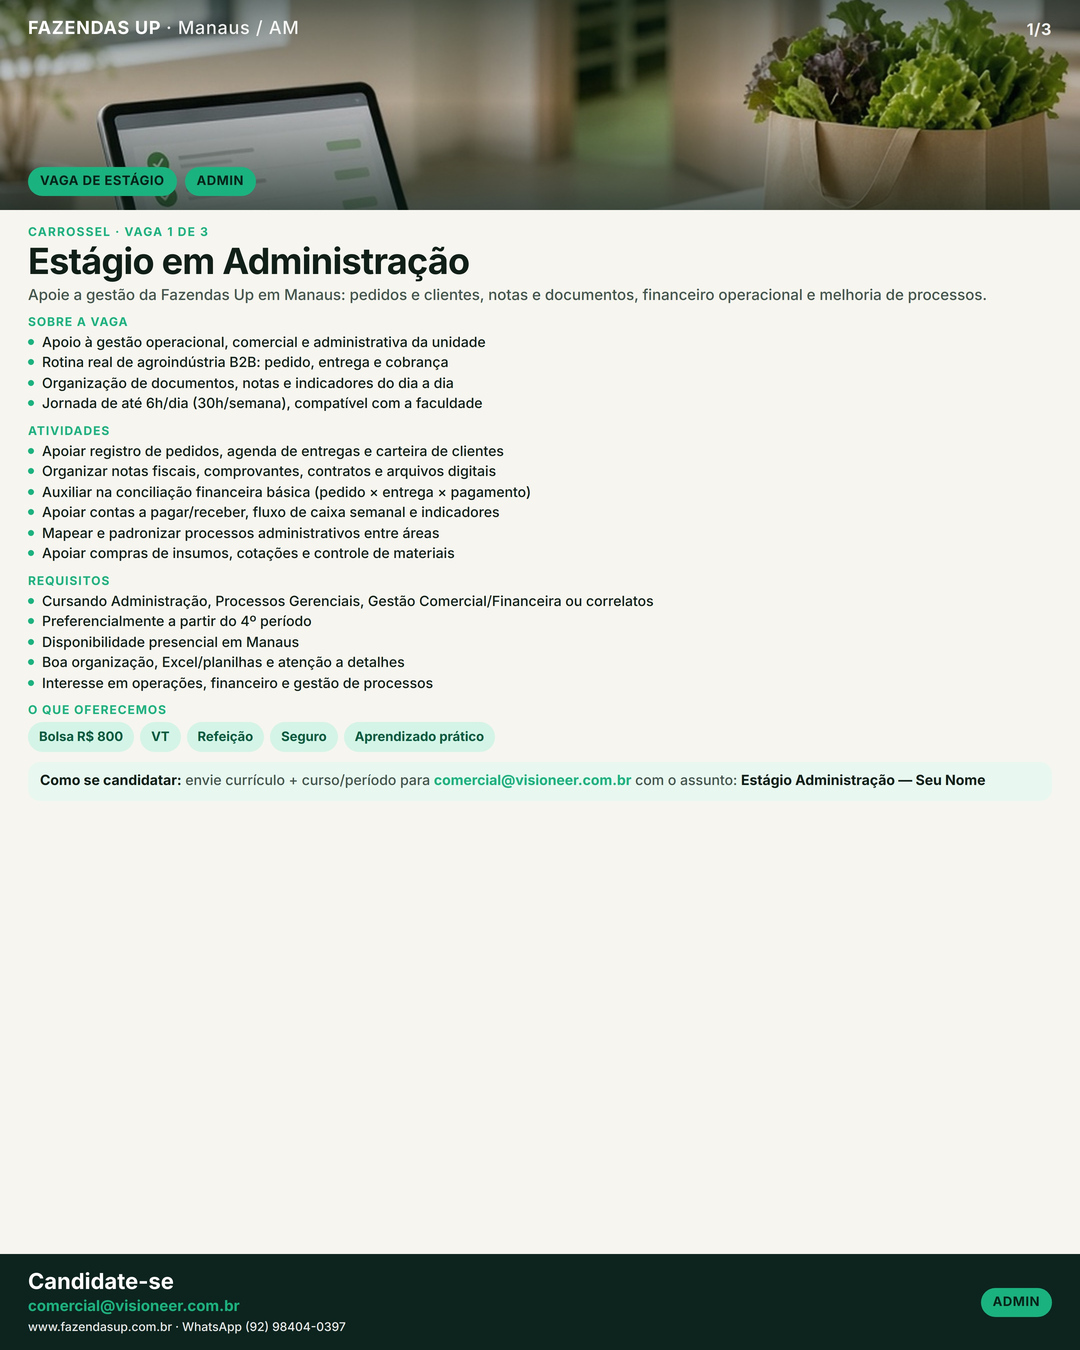 FAZENDAS UP · Manaus / AM
1/3
VAGA DE ESTÁGIO
ADMIN
CARROSSEL · VAGA 1 DE 3
Estágio em Administração
Apoie a gestão da Fazendas Up em Manaus: pedidos e clientes, notas e documentos, financeiro operacional e melhoria de processos.
SOBRE A VAGA
Apoio à gestão operacional, comercial e administrativa da unidade
Rotina real de agroindústria B2B: pedido, entrega e cobrança
Organização de documentos, notas e indicadores do dia a dia
Jornada de até 6h/dia (30h/semana), compatível com a faculdade
ATIVIDADES
Apoiar registro de pedidos, agenda de entregas e carteira de clientes
Organizar notas fiscais, comprovantes, contratos e arquivos digitais
Auxiliar na conciliação financeira básica (pedido × entrega × pagamento)
Apoiar contas a pagar/receber, fluxo de caixa semanal e indicadores
Mapear e padronizar processos administrativos entre áreas
Apoiar compras de insumos, cotações e controle de materiais
REQUISITOS
Cursando Administração, Processos Gerenciais, Gestão Comercial/Financeira ou correlatos
Preferencialmente a partir do 4º período
Disponibilidade presencial em Manaus
Boa organização, Excel/planilhas e atenção a detalhes
Interesse em operações, financeiro e gestão de processos
O QUE OFERECEMOS
Bolsa R$ 800
VT
Refeição
Seguro
Aprendizado prático
Como se candidatar: envie currículo + curso/período para comercial@visioneer.com.br com o assunto: Estágio Administração — Seu Nome
Candidate-se
comercial@visioneer.com.br
www.fazendasup.com.br · WhatsApp (92) 98404-0397
ADMIN